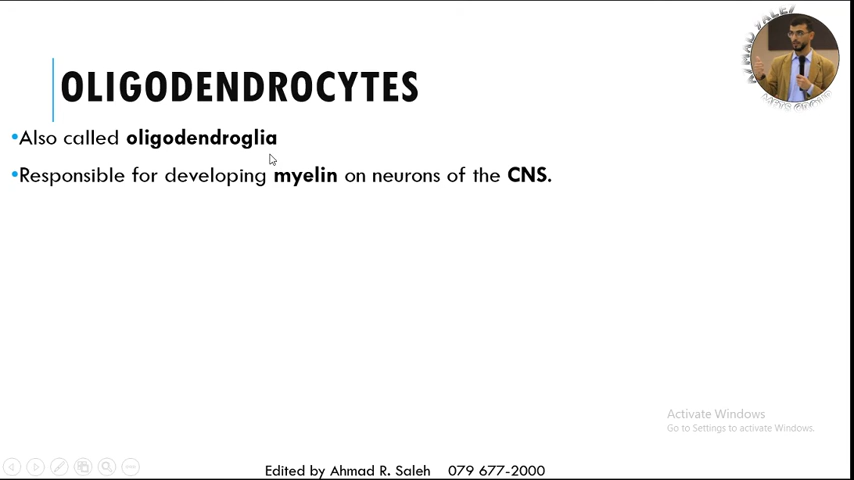 OLIGODENDROCYTES
•Also called oligodendroglia
•Responsible for developing myelin on neurons of the CNS.
Activate Windows
Go to Settings to activate Windows.
Edited by Ahmad R. Saleh 079 677-2000